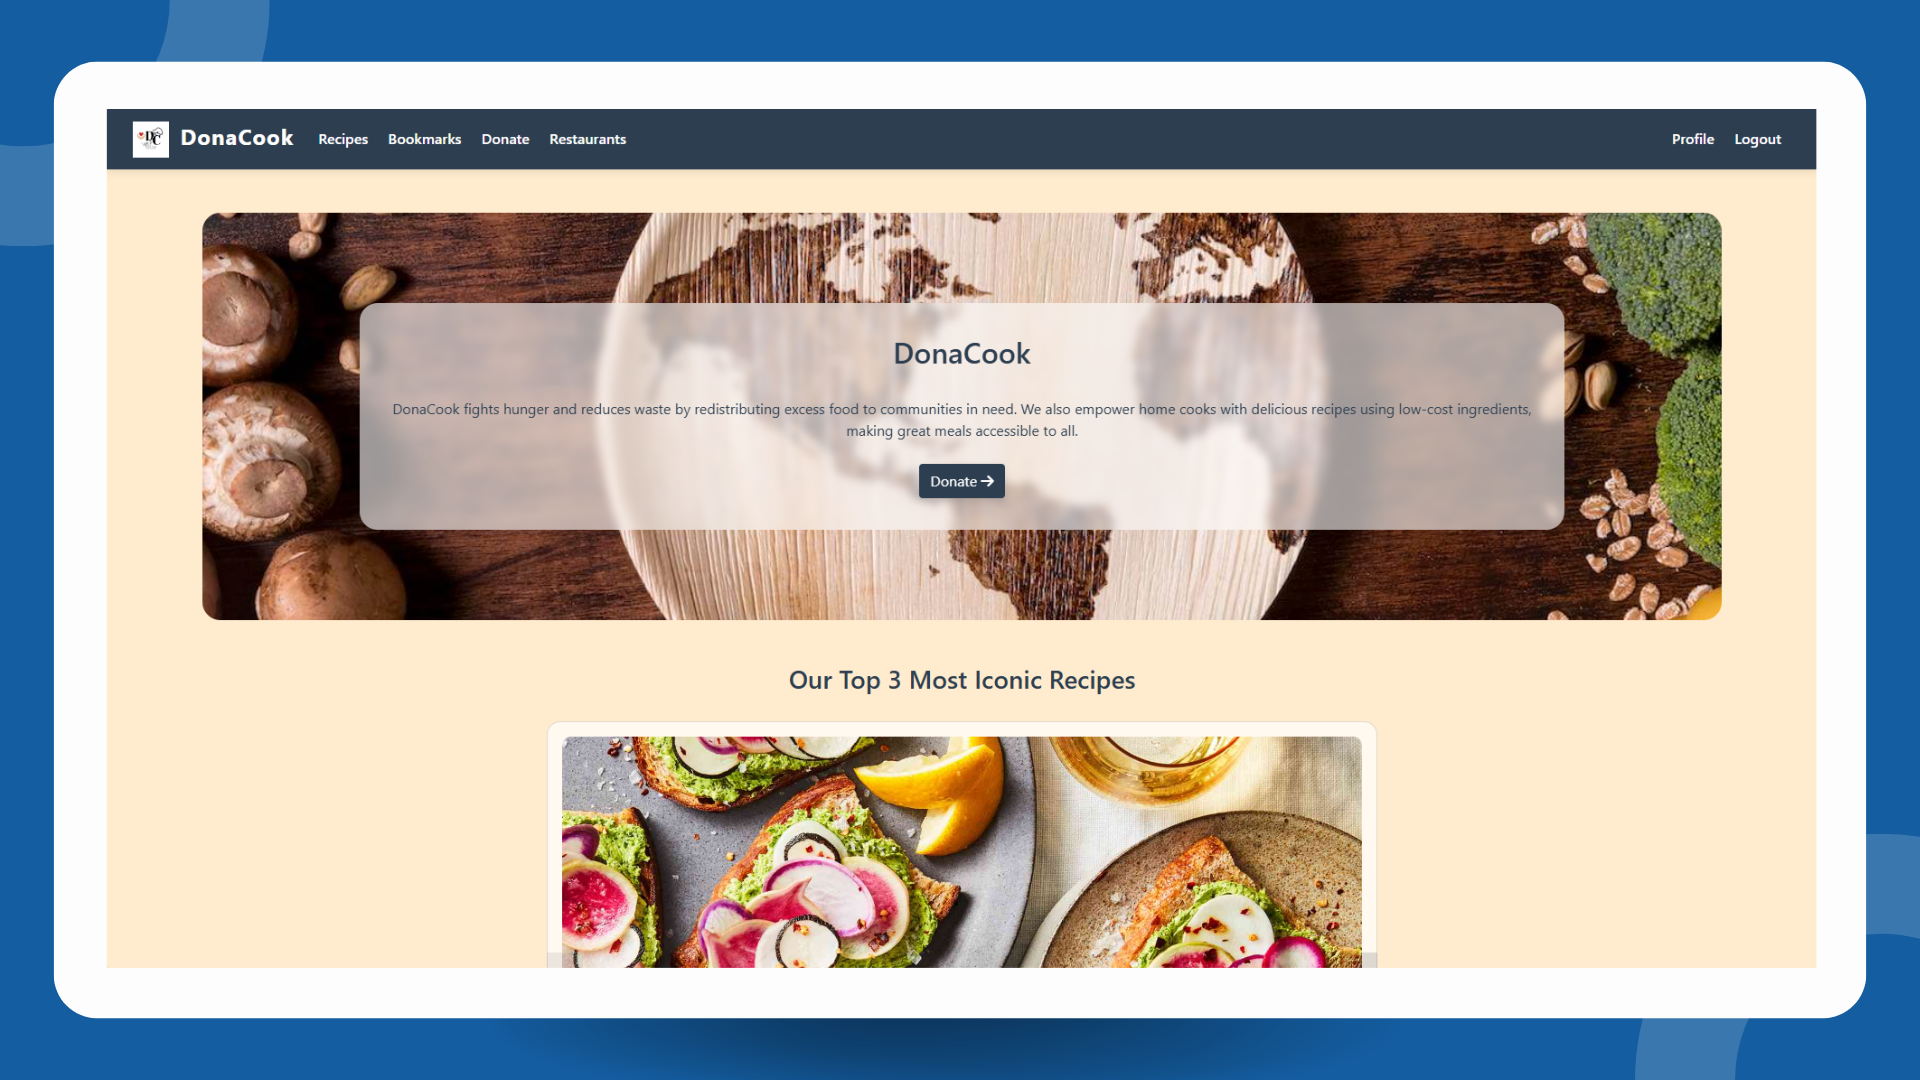 DC
DonaCook
Recipes
Bookmarks
Donate
Restaurants
Profile
Logout
DonaCook
DonaCook fights hunger and reduces waste by redistributing excess food to communities in need. We also empower home cooks with delicious recipes using low-cost ingredients,
making great meals accessible to all.
Donate
Our Top 3 Most Iconic Recipes